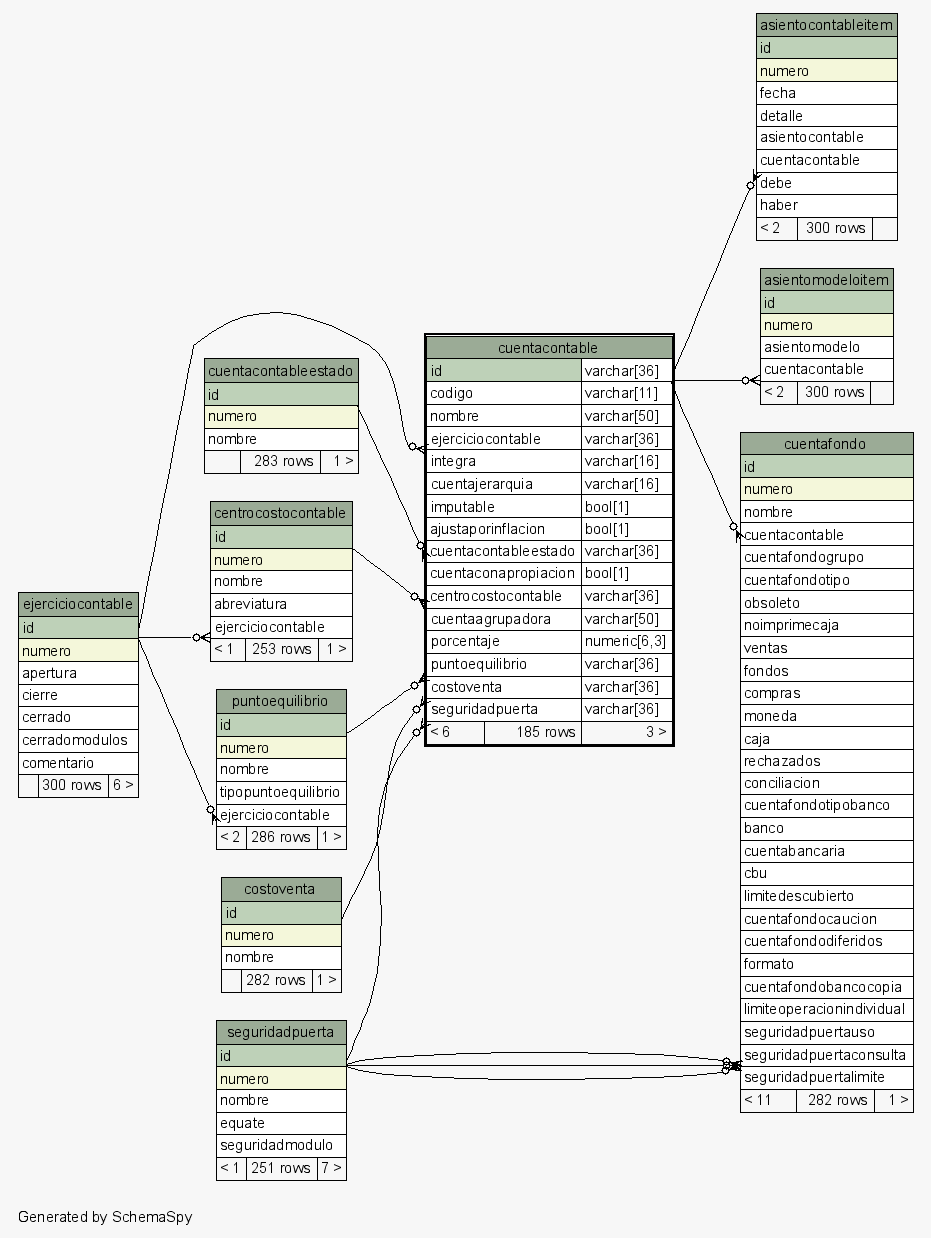 asientocontableitem
id
numero
fecha
detalle
asientocontable
cuentacontable
debe
haber
< 2 300 rows
asientomodeloitem
id
numero
asientomodelo
cuentacontable
< 2 300 rows
cuentacontable
id varchar[36]
codigo varchar[11]
nombre varchar[50]
ejerciciocontable varchar[36]
integra varchar[16]
cuentajerarquia varchar[16]
imputable bool[1]
ajustaporinflacion bool[1]
cuentacontableestado varchar[36]
cuentaconapropiacion bool[1]
centrocostocontable varchar[36]
cuentaagrupadora varchar[50]
porcentaje numeric[6,3]
puntoequilibrio varchar[36]
costoventa varchar[36]
seguridadpuerta varchar[36]
< 6 185 rows 3 >
cuentacontableestado
id
numero
nombre
283 rows 1 >
centrocostocontable
id
numero
nombre
abreviatura
ejerciciocontable
< 1 253 rows 1 >
ejerciciocontable
id
numero
apertura
cierre
cerrado
cerradomodulos
comentario
300 rows 6 >
puntoequilibrio
id
numero
nombre
tipopuntoequilibrio
ejerciciocontable
< 2 286 rows 1 >
costoventa
id
numero
nombre
282 rows 1 >
seguridadpuerta
id
numero
nombre
equate
seguridadmodulo
< 1 251 rows 7 >
cuentafondo
id
numero
nombre
cuentacontable
cuentafondogrupo
cuentafondotipo
obsoleto
noimprimecaja
ventas
fondos
compras
moneda
caja
rechazados
conciliacion
cuentafondotipobanco
banco
cuentabancaria
cbu
limitedescubierto
cuentafondocaucion
cuentafondodiferidos
formato
cuentafondobancocopia
limiteoperacionindividual
seguridadpuertauso
seguridadpuertaconsulta
seguridadpuertalimite
< 11 282 rows 1 >
Generated by SchemaSpy